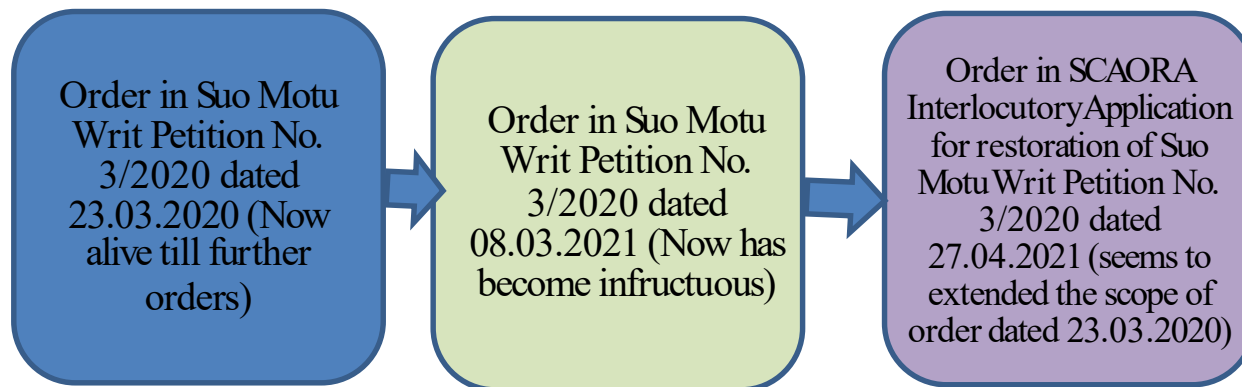 Order in Suo Motu
Writ Petition No.
3/2020 dated
23.03.2020 (Now
alive till further
orders)
Order in Suo Motu
Writ Petition No.
3/2020 dated
08.03.2021 (Now has
become infructuous)
Order in SCAORA
InterlocutoryApplication
for restoration of Suo
Motu Writ Petition No.
3/2020 dated
27.04.2021 (seems to
extended the scope of
order dated 23.03.2020)